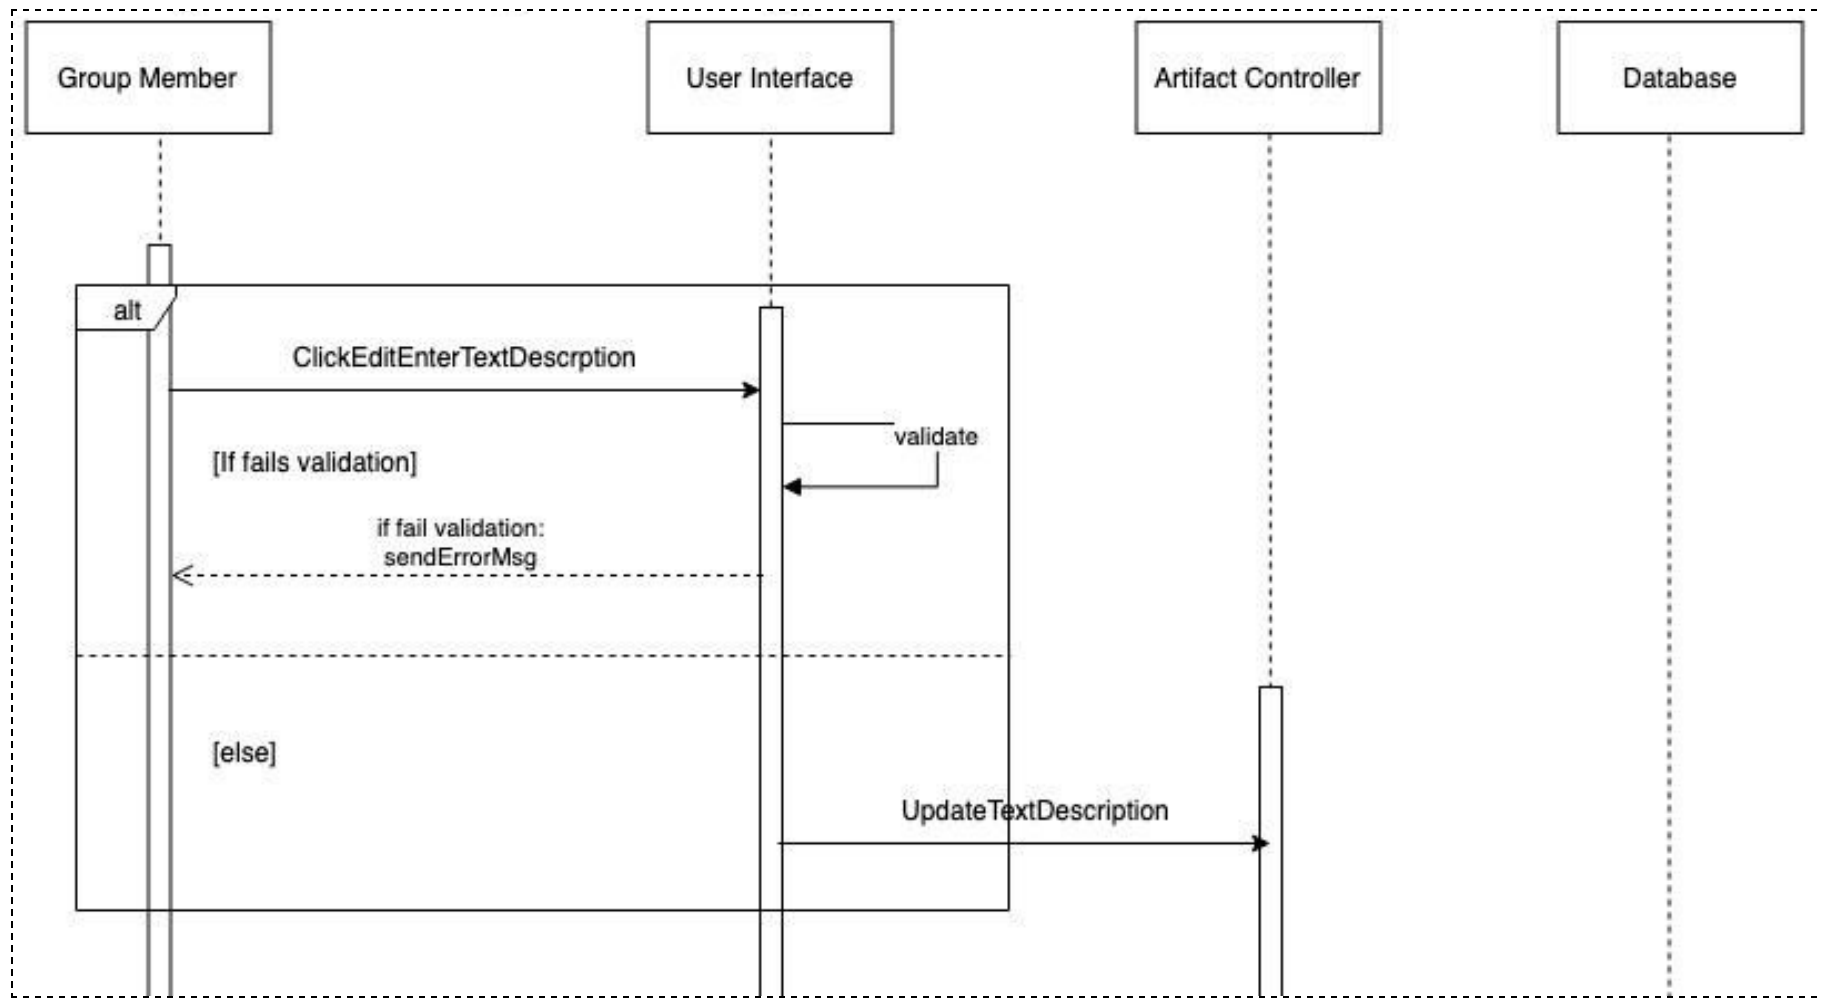 Group Member
User Interface
Artifact Controller
Database
alt
ClickEditEnterTextDescrption
validate
[If fails validation]
if fail validation:
sendErrorMsg
[else]
UpdateTextDescription